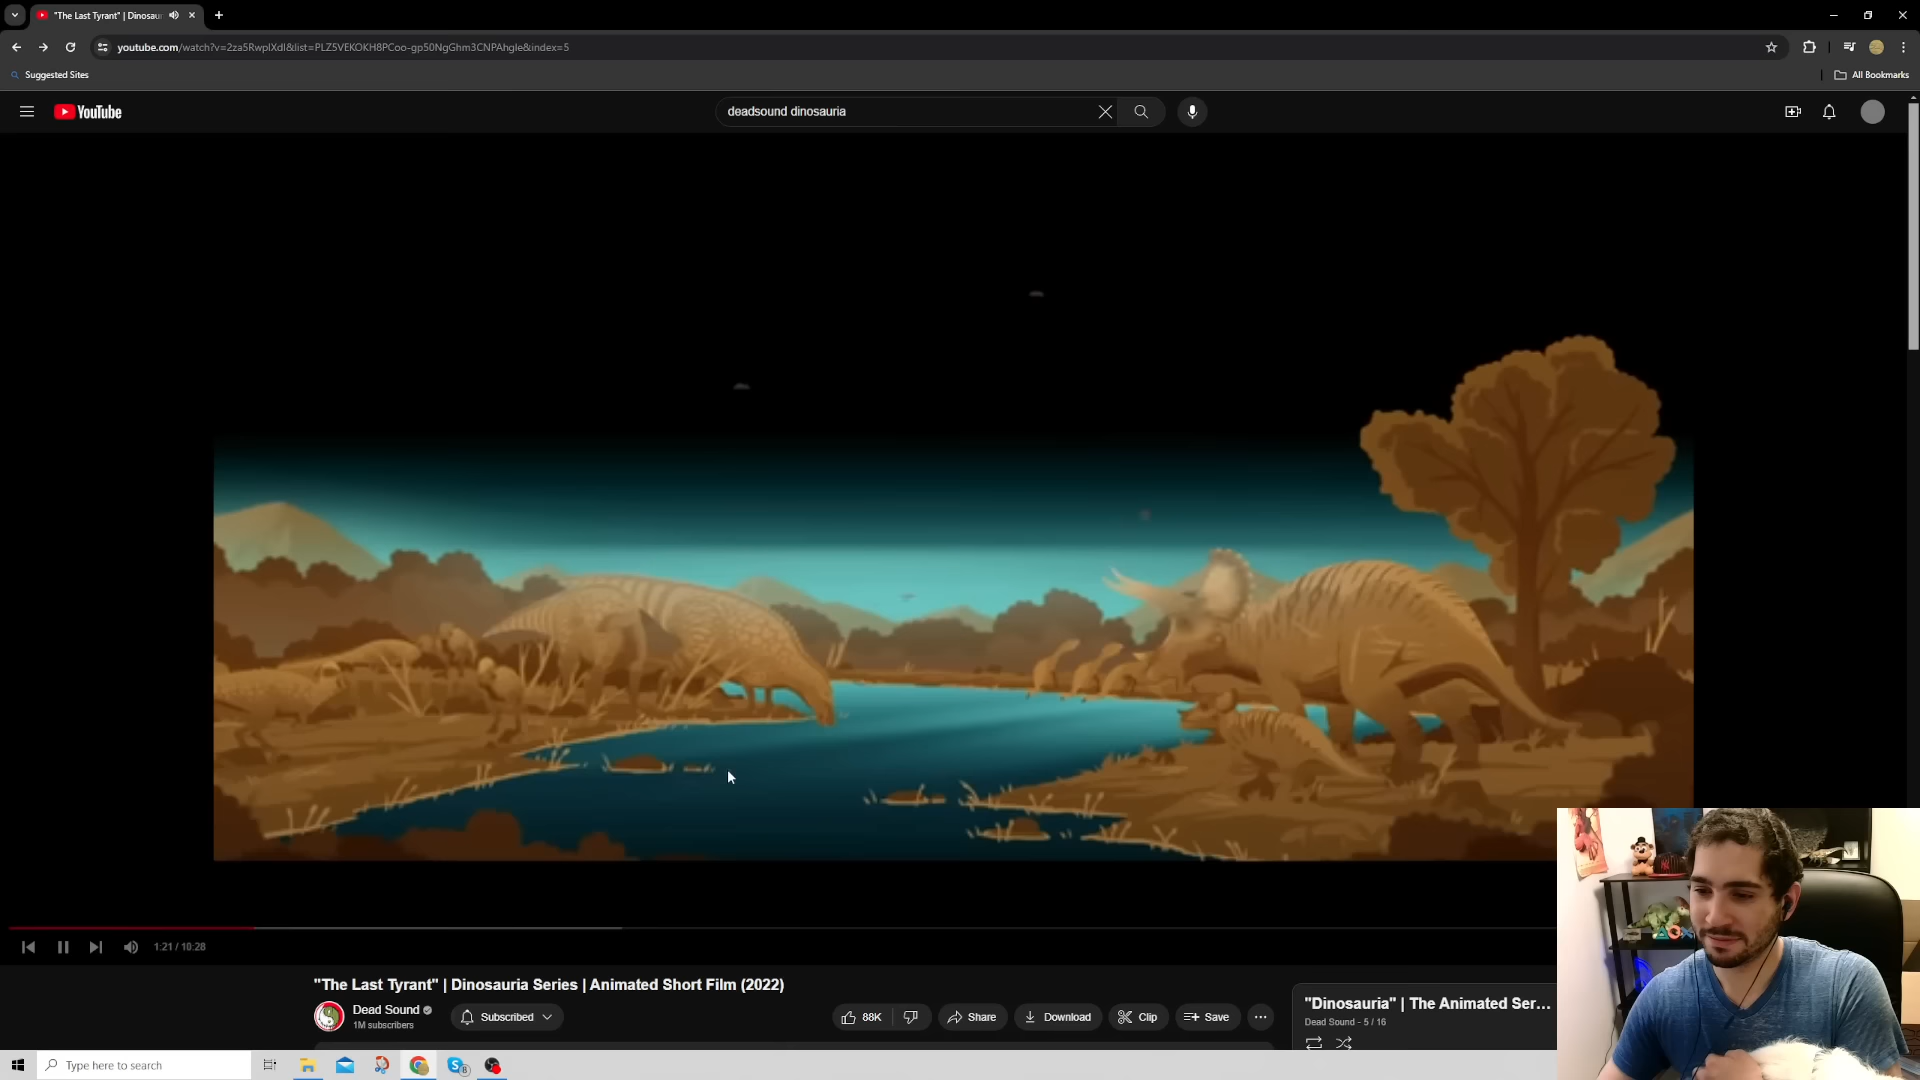 "The Last Tyrant" | Dinosau
youtube.com/watch?v=2za5RwplXdI&list=PLZ5VEKOKH8PCoo-gp50NgGhm3CNPAhgle&index=5
Suggested Sites
All Bookmarks
YouTube
deadsound dinosauria
1:21 / 10:28
"The Last Tyrant" | Dinosauria Series | Animated Short Film (2022)
Dead Sound
1M subscribers
Subscribed
88K
Share
Download
Clip
Save
"Dinosauria" | The Animated Ser...
Dead Sound - 5 / 16
Type here to search